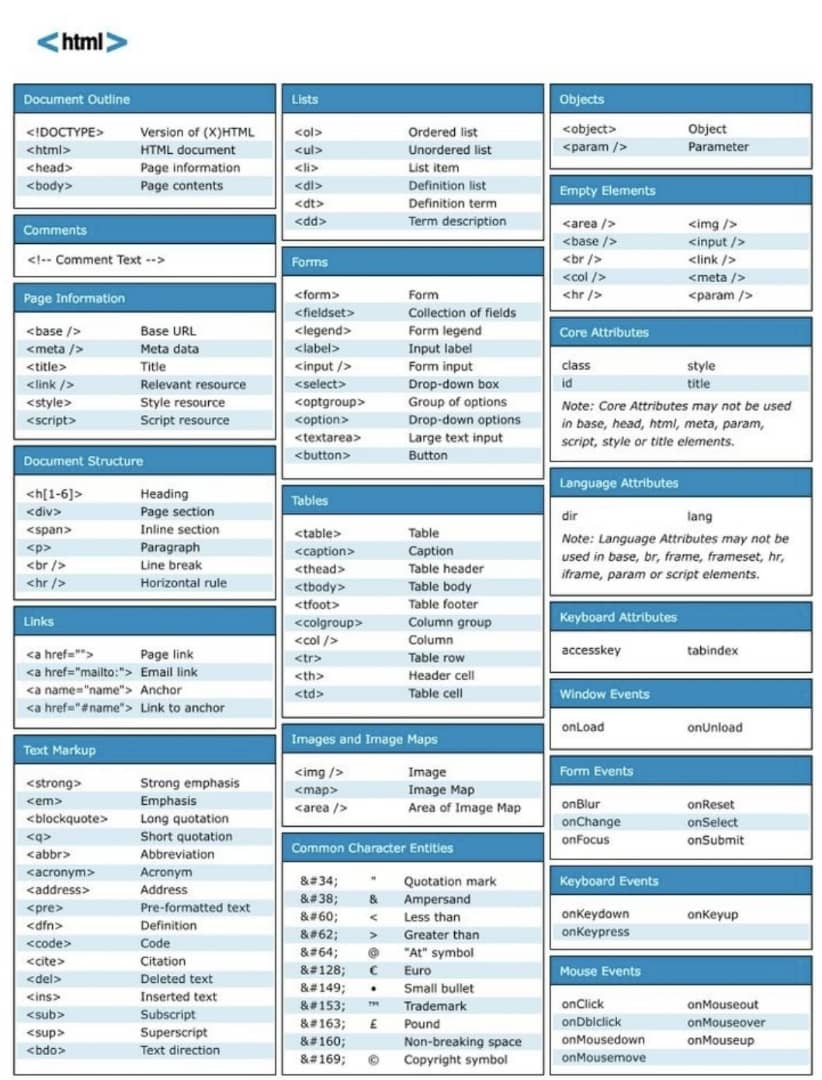 <html>
Document Outline
<!DOCTYPE> Version of (X)HTML
<html> HTML document
<head> Page information
<body> Page contents
Comments
<!-- Comment Text -->
Page Information
<base /> Base URL
<meta /> Meta data
<title> Title
<link /> Relevant resource
<style> Style resource
<script> Script resource
Document Structure
<h[1-6]> Heading
<div> Page section
<span> Inline section
<p> Paragraph
<br /> Line break
<hr /> Horizontal rule
Links
<a href=""> Page link
<a href="mailto:"> Email link
<a name="name"> Anchor
<a href="#name"> Link to anchor
Text Markup
<strong> Strong emphasis
<em> Emphasis
<blockquote> Long quotation
<q> Short quotation
<abbr> Abbreviation
<acronym> Acronym
<address> Address
<pre> Pre-formatted text
<dfn> Definition
<code> Code
<cite> Citation
<del> Deleted text
<ins> Inserted text
<sub> Subscript
<sup> Superscript
<bdo> Text direction
Lists
<ol> Ordered list
<ul> Unordered list
<li> List item
<dl> Definition list
<dt> Definition term
<dd> Term description
Forms
<form> Form
<fieldset> Collection of fields
<legend> Form legend
<label> Input label
<input /> Form input
<select> Drop-down box
<optgroup> Group of options
<option> Drop-down options
<textarea> Large text input
<button> Button
Tables
<table> Table
<caption> Caption
<thead> Table header
<tbody> Table body
<tfoot> Table footer
<colgroup> Column group
<col /> Column
<tr> Table row
<th> Header cell
<td> Table cell
Images and Image Maps
<img /> Image
<map> Image Map
<area /> Area of Image Map
Common Character Entities
&#34; " Quotation mark
&#38; & Ampersand
&#60; < Less than
&#62; > Greater than
&#64; @ "At" symbol
&#128; € Euro
&#149; • Small bullet
&#153; ™ Trademark
&#163; £ Pound
&#160; Non-breaking space
&#169; © Copyright symbol
Objects
<object> Object
<param /> Parameter
Empty Elements
<area /> <img />
<base /> <input />
<br /> <link />
<col /> <meta />
<hr /> <param />
Core Attributes
class style
id title
Note: Core Attributes may not be used
in base, head, html, meta, param,
script, style or title elements.
Language Attributes
dir lang
Note: Language Attributes may not be
used in base, br, frame, frameset, hr,
iframe, param or script elements.
Keyboard Attributes
accesskey tabindex
Window Events
onLoad onUnload
Form Events
onBlur onReset
onChange onSelect
onFocus onSubmit
Keyboard Events
onKeydown onKeyup
onKeypress
Mouse Events
onClick onMouseout
onDblclick onMouseover
onMousedown onMouseup
onMousemove